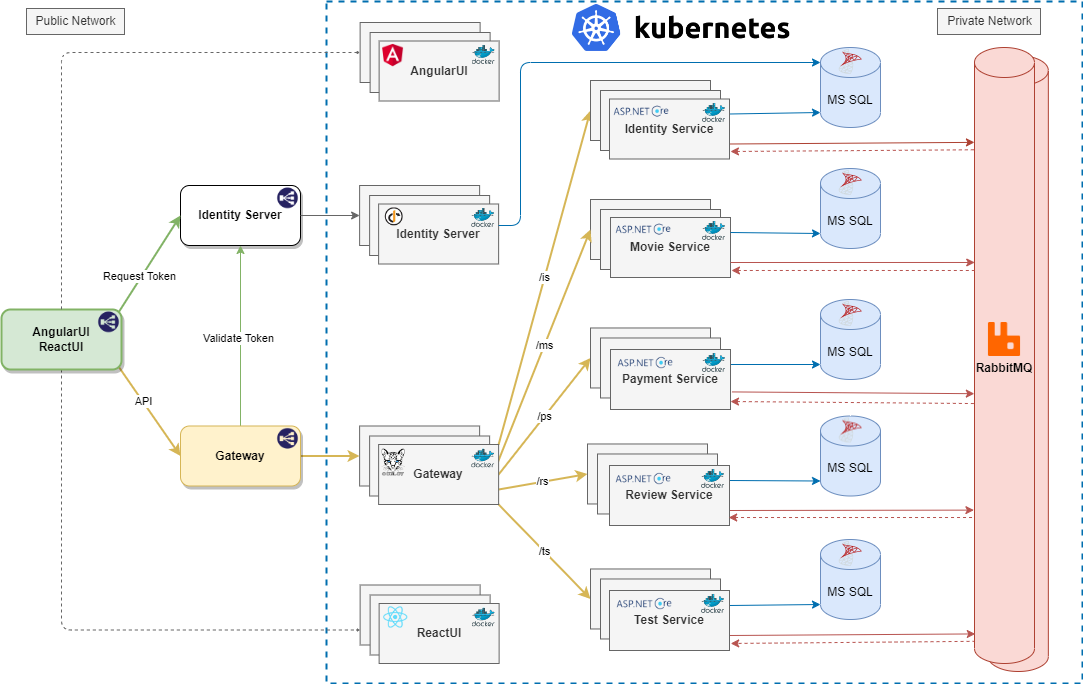 Public Network
kubernetes
Private Network
AngularUI
docker
MS SQL
ASP.NET Core
docker
Identity Service
Identity Server
Identity Server
docker
ASP.NET Core
docker
Movie Service
MS SQL
Request Token
/is
AngularUI
ReactUI
Validate Token
/ms
ASP.NET Core
docker
Payment Service
MS SQL
RabbitMQ
API
/ps
Gateway
Gateway
docker
/rs
ASP.NET Core
docker
Review Service
MS SQL
/ts
ASP.NET Core
docker
Test Service
MS SQL
ReactUI
docker